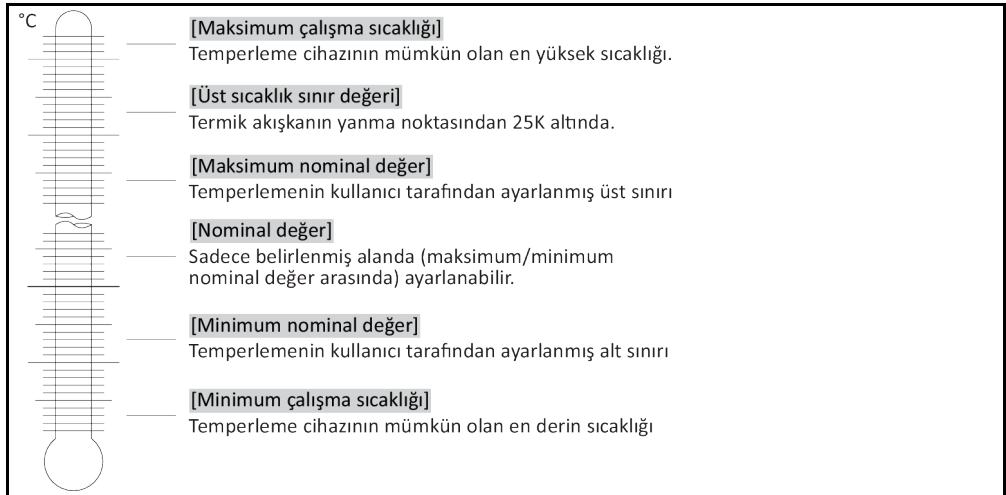 °C
[Maksimum çalışma sıcaklığı]
Temperleme cihazının mümkün olan en yüksek sıcaklığı.
[Üst sıcaklık sınır değeri]
Termik akışkanın yanma noktasından 25K altında.
[Maksimum nominal değer]
Temperlemenin kullanıcı tarafından ayarlanmış üst sınırı
[Nominal değer]
Sadece belirlenmiş alanda (maksimum/minimum
nominal değer arasında) ayarlanabilir.
[Minimum nominal değer]
Temperlemenin kullanıcı tarafından ayarlanmış alt sınırı
[Minimum çalışma sıcaklığı]
Temperleme cihazının mümkün olan en derin sıcaklığı